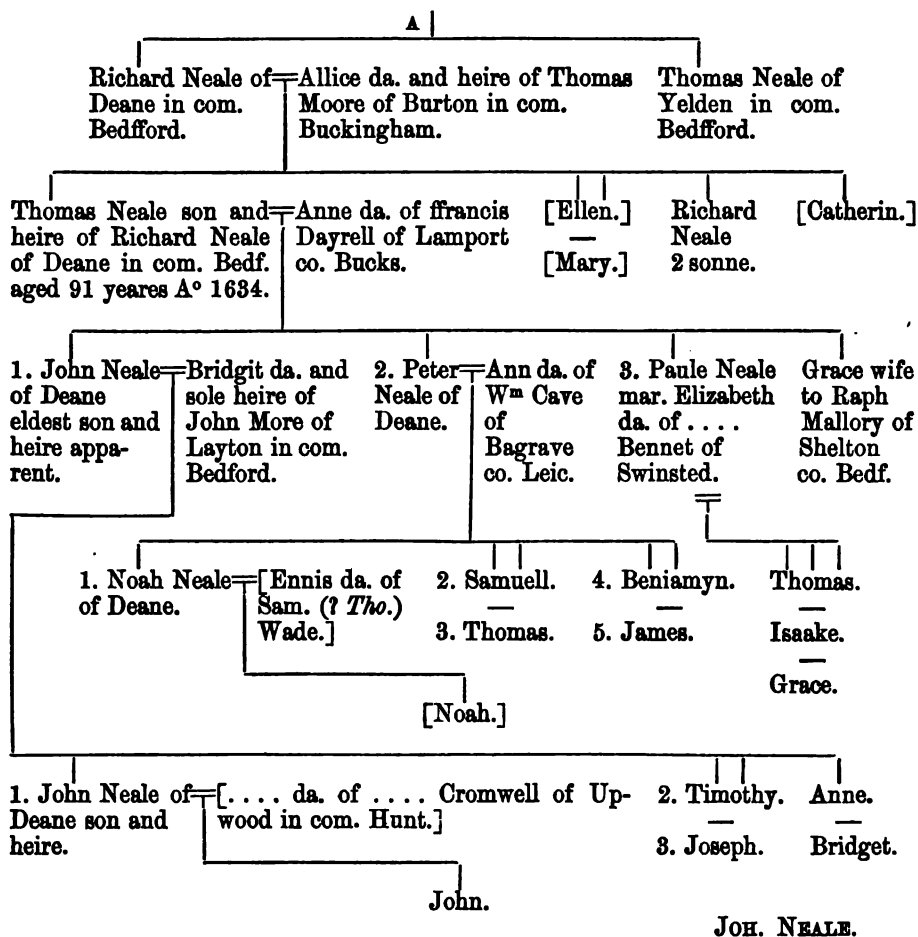 A
Richard Neale of
Deane in com.
Bedfford.
Allice da. and heire of Thomas
Moore of Burton in com.
Buckingham.
Thomas Neale of
Yelden in com.
Bedfford.
Thomas Neale son and
heire of Richard Neale
of Deane in com. Bedf.
aged 91 yeares Aº 1634.
Anne da. of ffrancis
Dayrell of Lamport
co. Bucks.
[Ellen.]
[Mary.]
Richard
Neale
2 sonne.
[Catherin.]
1. John Neale
of Deane
eldest son and
heire appa-
rent.
Bridgit da. and
sole heire of
John More of
Layton in com.
Bedford.
2. Peter
Neale of
Deane.
Ann da. of
Wᵐ Cave
of
Bagrave
co. Leic.
3. Paule Neale
mar. Elizabeth
da. of . . . .
Bennet of
Swinsted.
Grace wife
to Raph
Mallory of
Shelton
co. Bedf.
1. Noah Neale
of Deane.
[Ennis da. of
Sam. (? Tho.)
Wade.]
2. Samuell.
3. Thomas.
4. Beniamyn.
5. James.
Thomas.
Isaake.
Grace.
[Noah.]
1. John Neale of
Deane son and
heire.
[. . . . da. of . . . . Cromwell of Up-
wood in com. Hunt.]
2. Timothy.
3. Joseph.
Anne.
Bridget.
John.
JOH. NEALE.